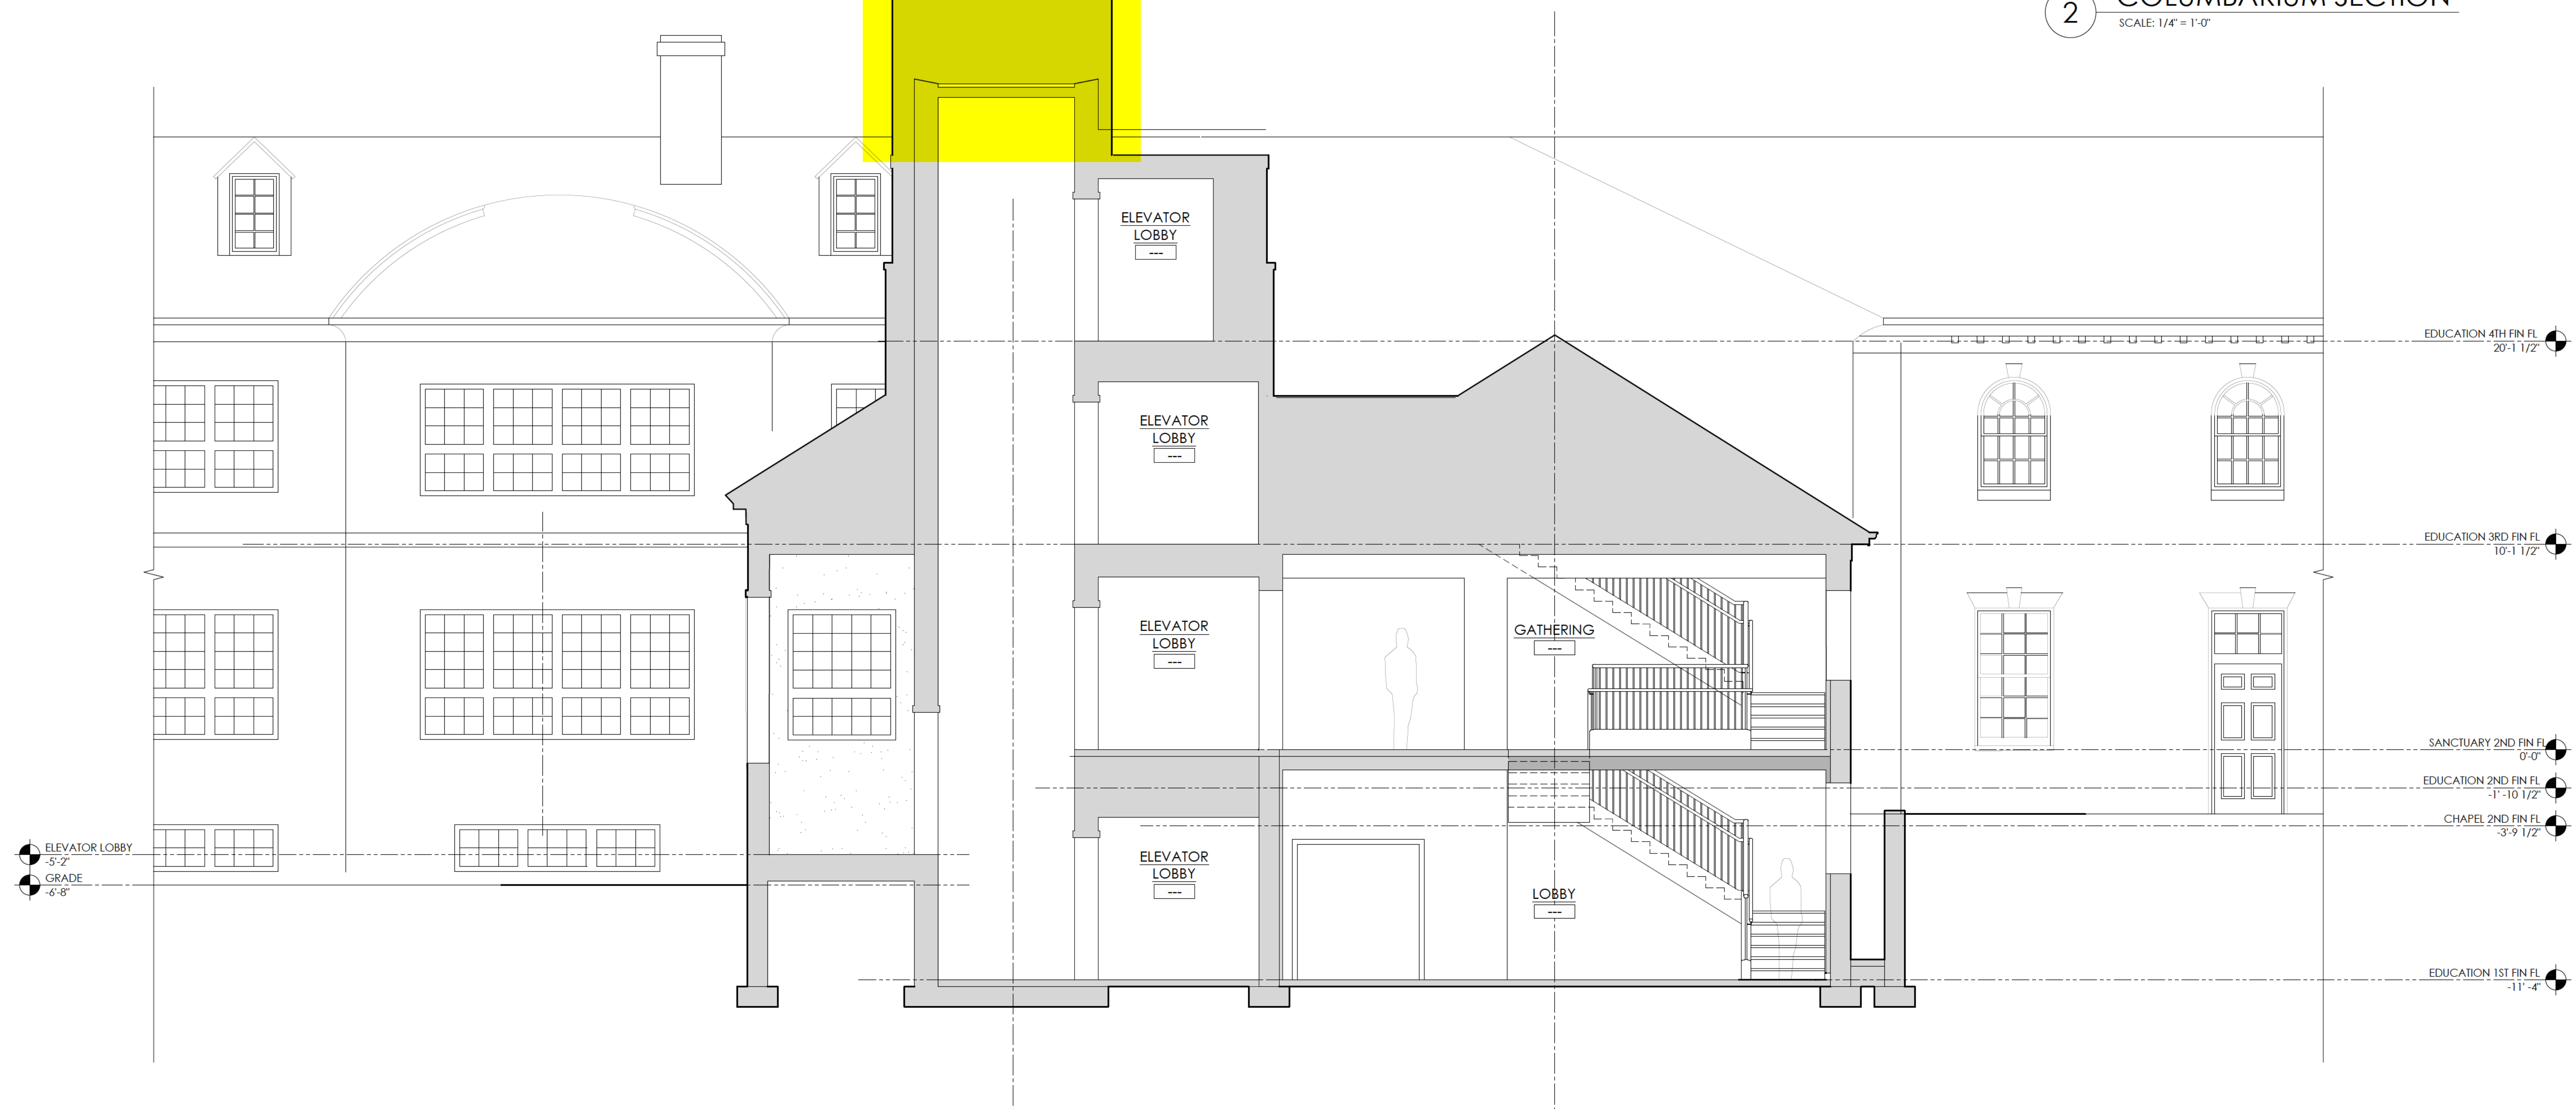 2
COLUMBARIUM SECTION
SCALE: 1/4" = 1'-0"
ELEVATOR
LOBBY
---
EDUCATION 4TH FIN FL
20'-1 1/2"
ELEVATOR
LOBBY
---
EDUCATION 3RD FIN FL
10'-1 1/2"
ELEVATOR
LOBBY
---
GATHERING
---
SANCTUARY 2ND FIN FL
0'-0"
EDUCATION 2ND FIN FL
-1' -10 1/2"
CHAPEL 2ND FIN FL
-3'-9 1/2"
ELEVATOR LOBBY
-5'-2"
GRADE
-6'-8"
ELEVATOR
LOBBY
---
LOBBY
---
EDUCATION 1ST FIN FL
-11' -4"